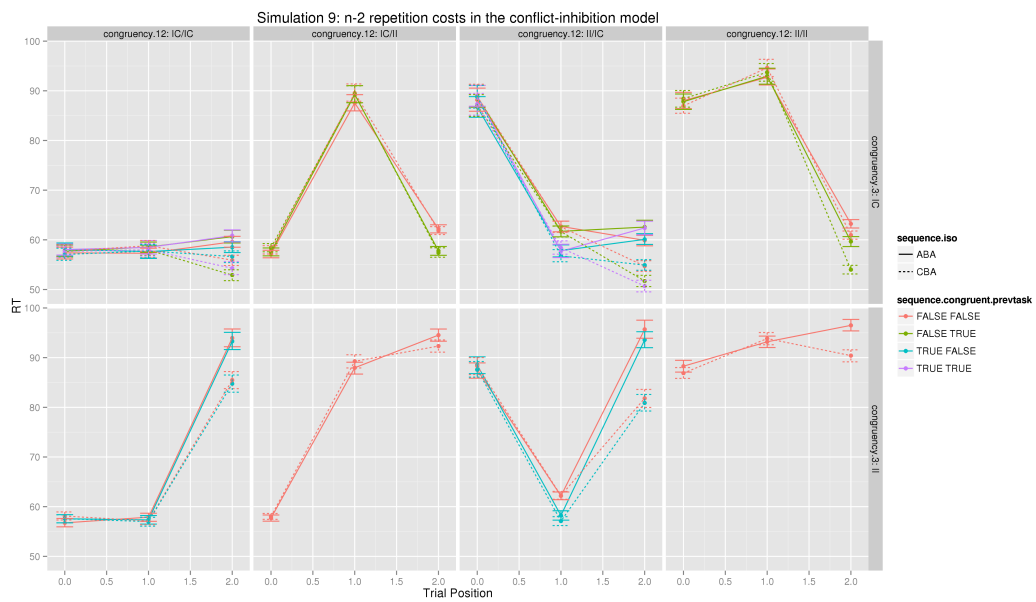 Simulation 9: n-2 repetition costs in the conflict-inhibition model
congruency.12: IC/IC
congruency.12: IC/II
congruency.12: II/IC
congruency.12: II/II
100
90
80
70
60
50
congruency.3: IC
100
90
80
70
60
50
congruency.3: II
RT
0.0 0.5 1.0 1.5 2.0
0.0 0.5 1.0 1.5 2.0
0.0 0.5 1.0 1.5 2.0
0.0 0.5 1.0 1.5 2.0
Trial Position
sequence.iso
ABA
CBA
sequence.congruent.prevtask
FALSE FALSE
FALSE TRUE
TRUE FALSE
TRUE TRUE